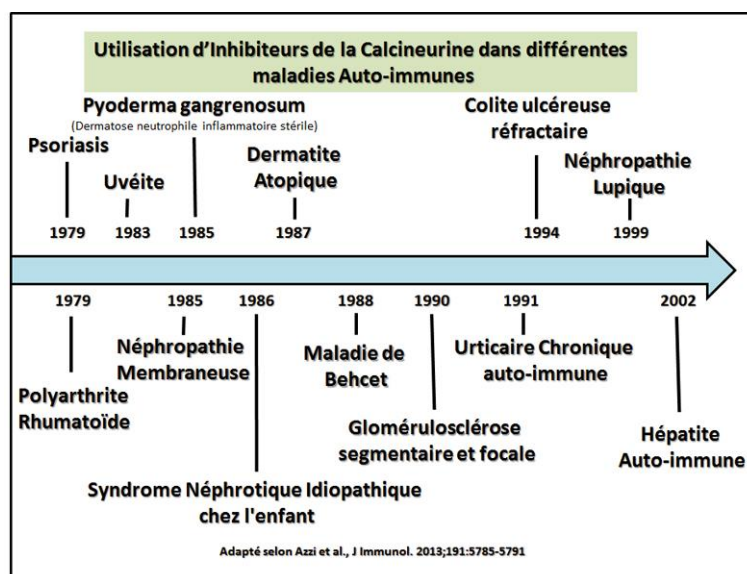 Utilisation d'Inhibiteurs de la Calcineurine dans différentes
maladies Auto-immunes
Pyoderma gangrenosum
(Dermatose neutrophile inflammatoire stérile)
Colite ulcéreuse
réfractaire
Psoriasis
Uvéite
Dermatite
Atopique
Néphropathie
Lupique
1979
1983
1985
1987
1994
1999
1979
1985
1986
1988
1990
1991
2002
Polyarthrite
Rhumatoïde
Néphropathie
Membraneuse
Syndrome Néphrotique Idiopathique
chez l'enfant
Maladie de
Behcet
Glomérulosclérose
segmentaire et focale
Urticaire Chronique
auto-immune
Hépatite
Auto-immune
Adapté selon Azzi et al., J Immunol. 2013;191:5785-5791